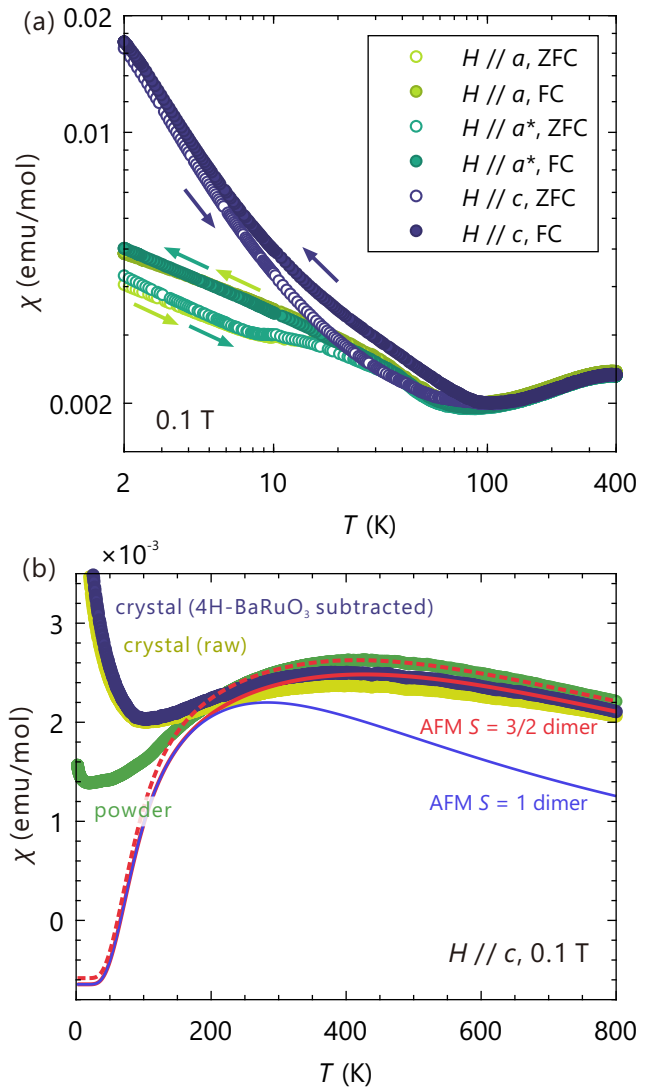 (a)
0.02
0.01
0.002
χ (emu/mol)
H // a, ZFC
H // a, FC
H // a*, ZFC
H // a*, FC
H // c, ZFC
H // c, FC
0.1 T
2
10
100
400
T (K)
(b)
×10⁻³
3
2
1
0
χ (emu/mol)
crystal (4H-BaRuO₃ subtracted)
crystal (raw)
AFM S = 3/2 dimer
AFM S = 1 dimer
powder
H // c, 0.1 T
0
200
400
600
800
T (K)